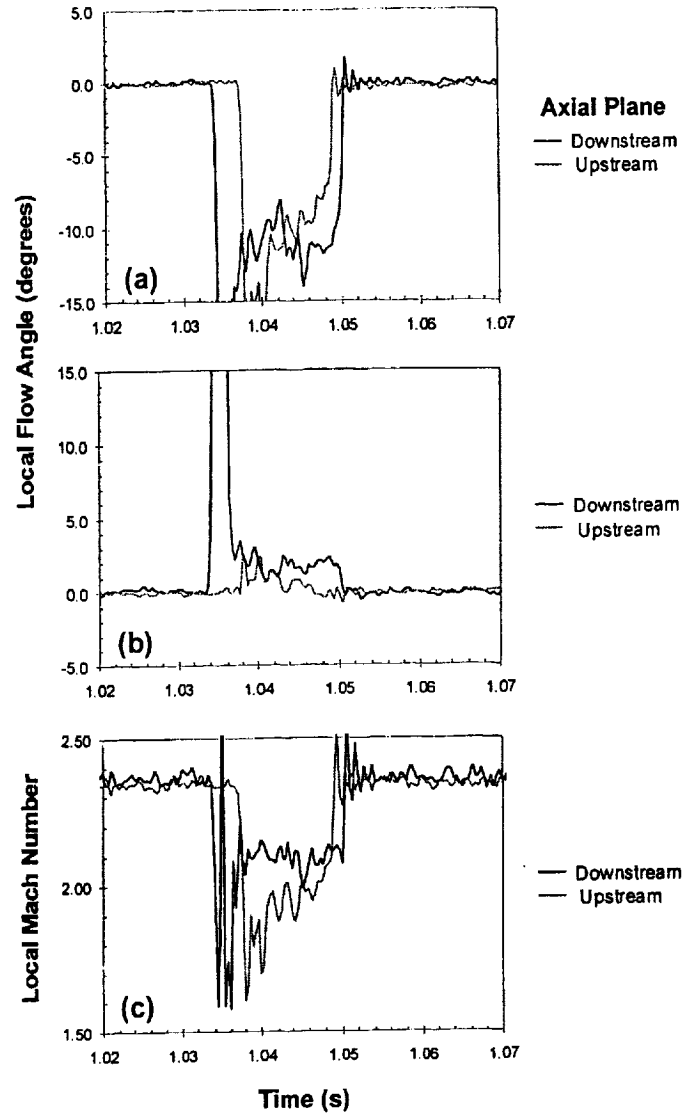 5.0
0.0
-5.0
-10.0
-15.0
(a)
1.02 1.03 1.04 1.05 1.06 1.07
Axial Plane
Downstream
Upstream
Local Flow Angle (degrees)
15.0
10.0
5.0
0.0
-5.0
(b)
1.02 1.03 1.04 1.05 1.06 1.07
Downstream
Upstream
2.50
2.00
1.50
(c)
1.02 1.03 1.04 1.05 1.06 1.07
Downstream
Upstream
Local Mach Number
Time (s)